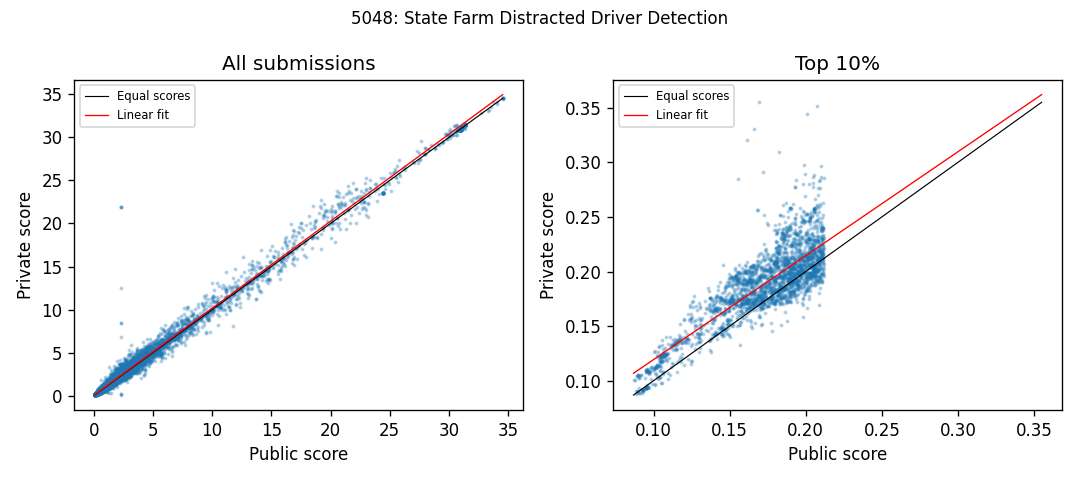 5048: State Farm Distracted Driver Detection
All submissions
Equal scores
Linear fit
35
30
25
20
15
10
5
0
0 5 10 15 20 25 30 35
Private score
Public score
Top 10%
Equal scores
Linear fit
0.35
0.30
0.25
0.20
0.15
0.10
0.10 0.15 0.20 0.25 0.30 0.35
Private score
Public score